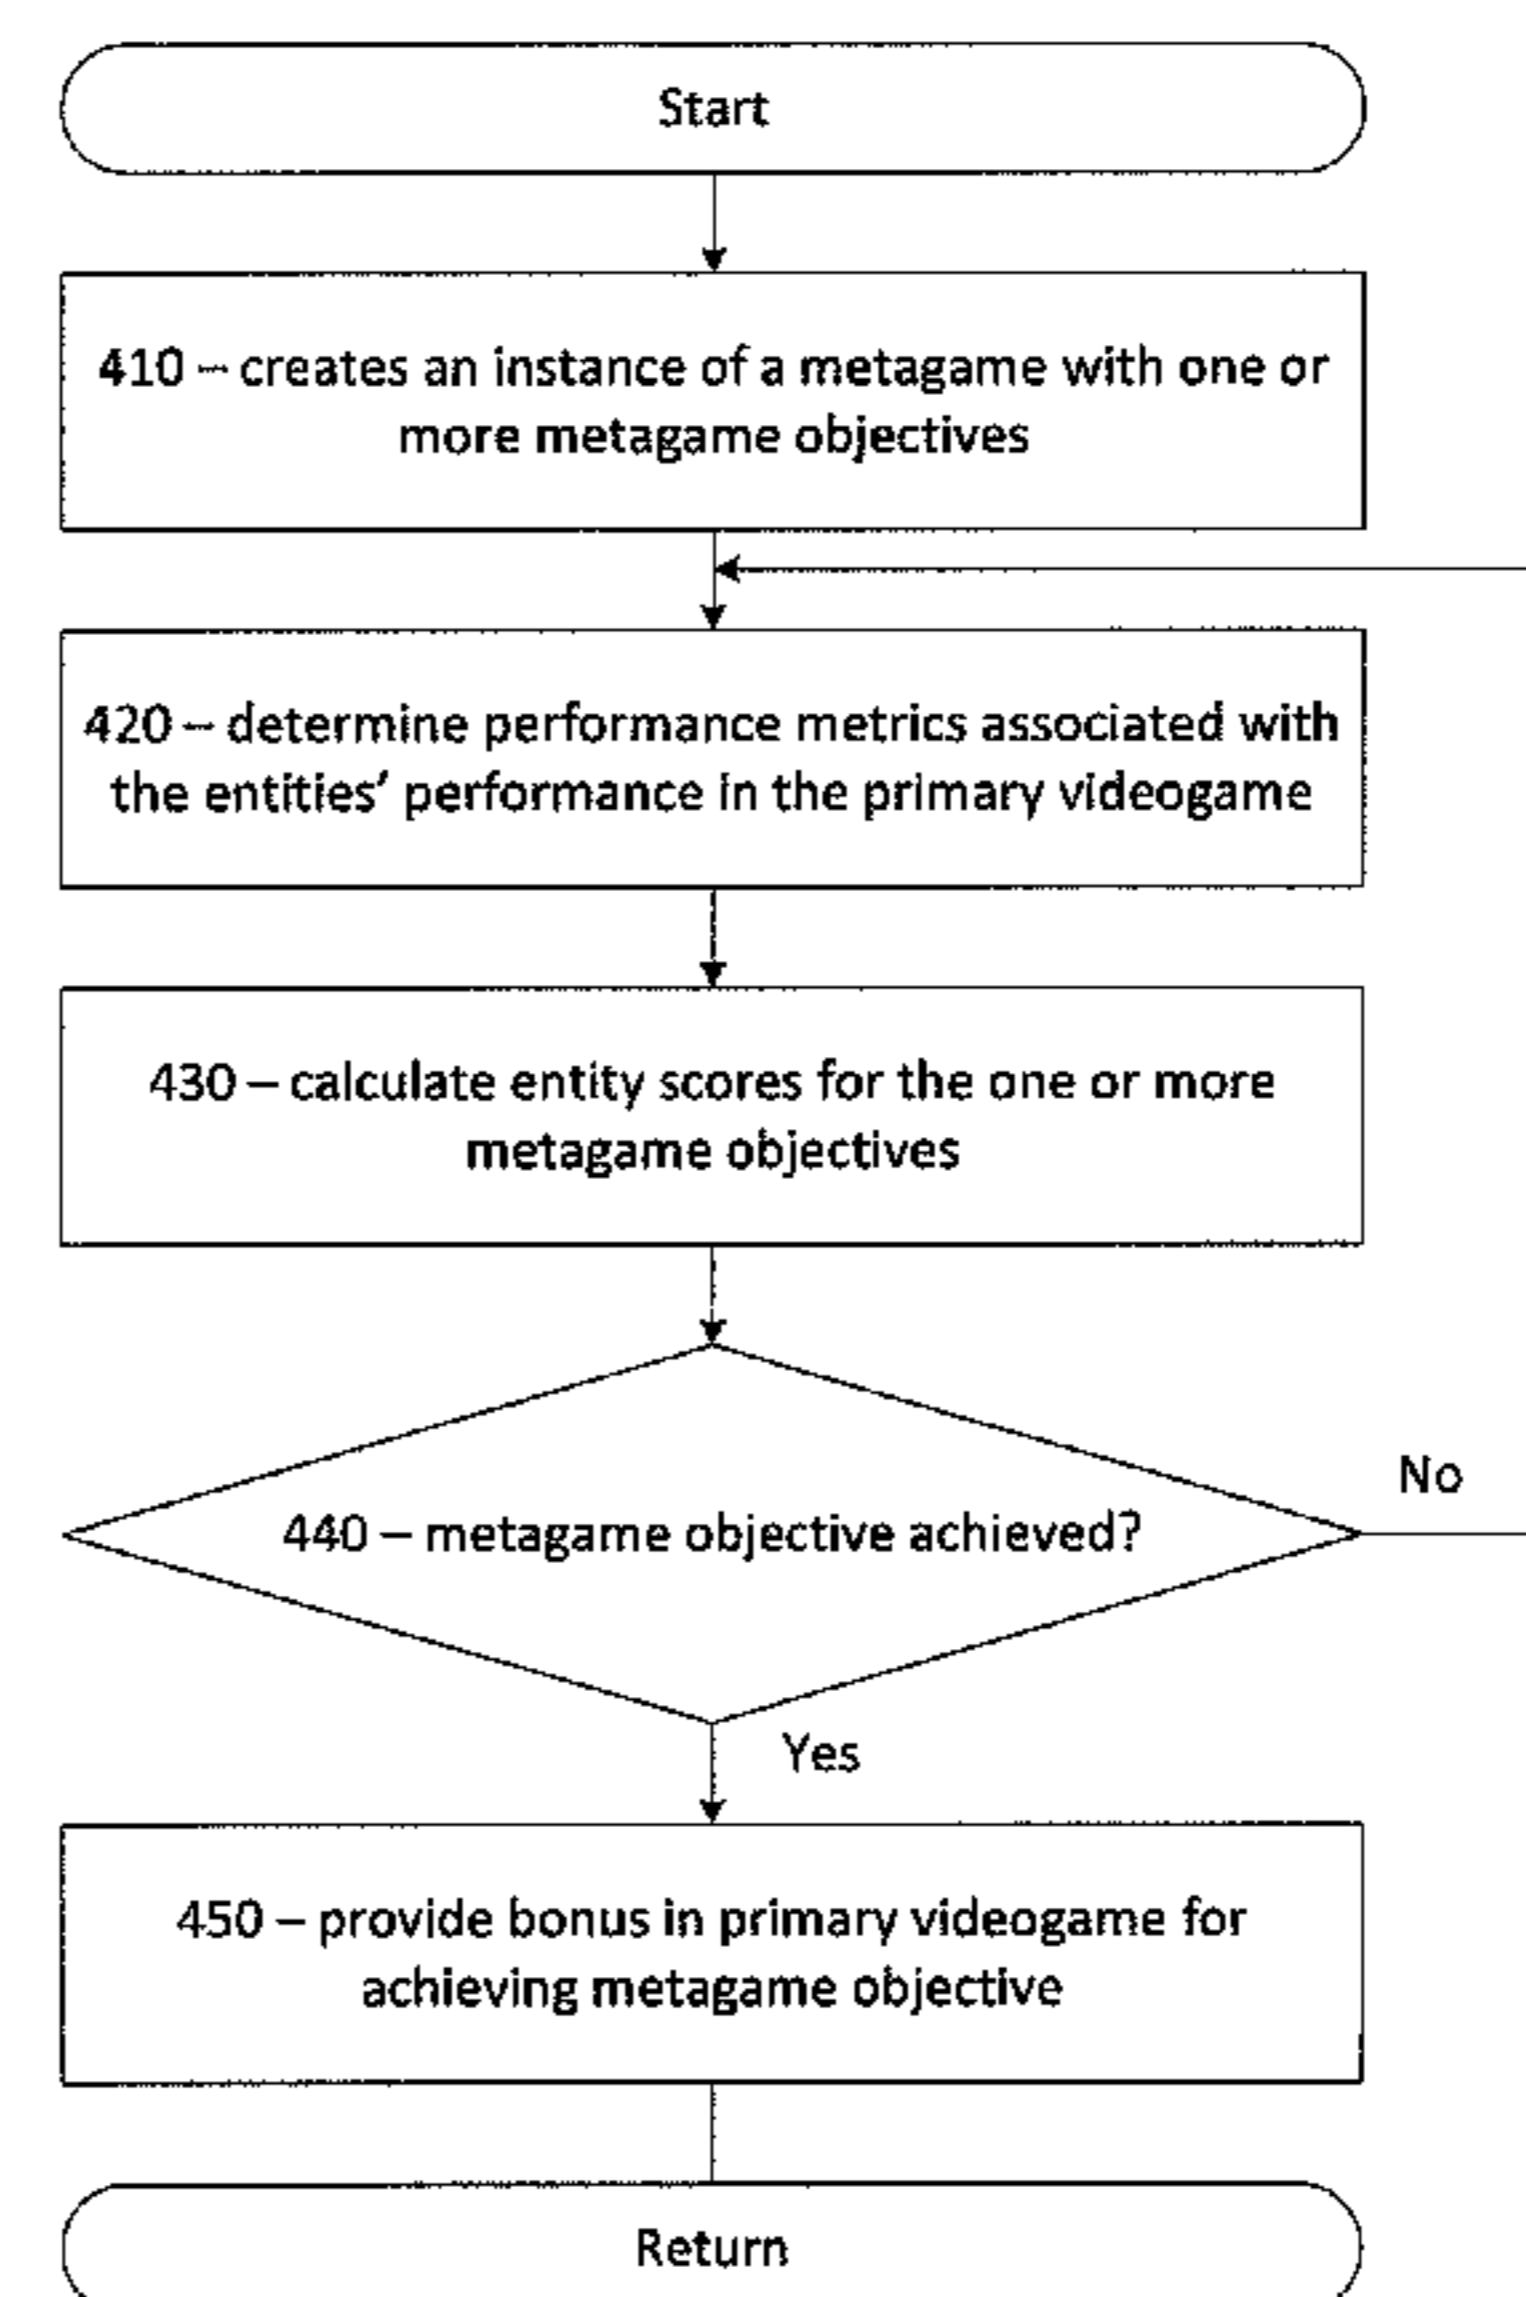 Start
410 – creates an instance of a metagame with one or
more metagame objectives
420 – determine performance metrics associated with
the entities’ performance in the primary videogame
430 – calculate entity scores for the one or more
metagame objectives
No
440 – metagame objective achieved?
Yes
450 – provide bonus in primary videogame for
achieving metagame objective
Return